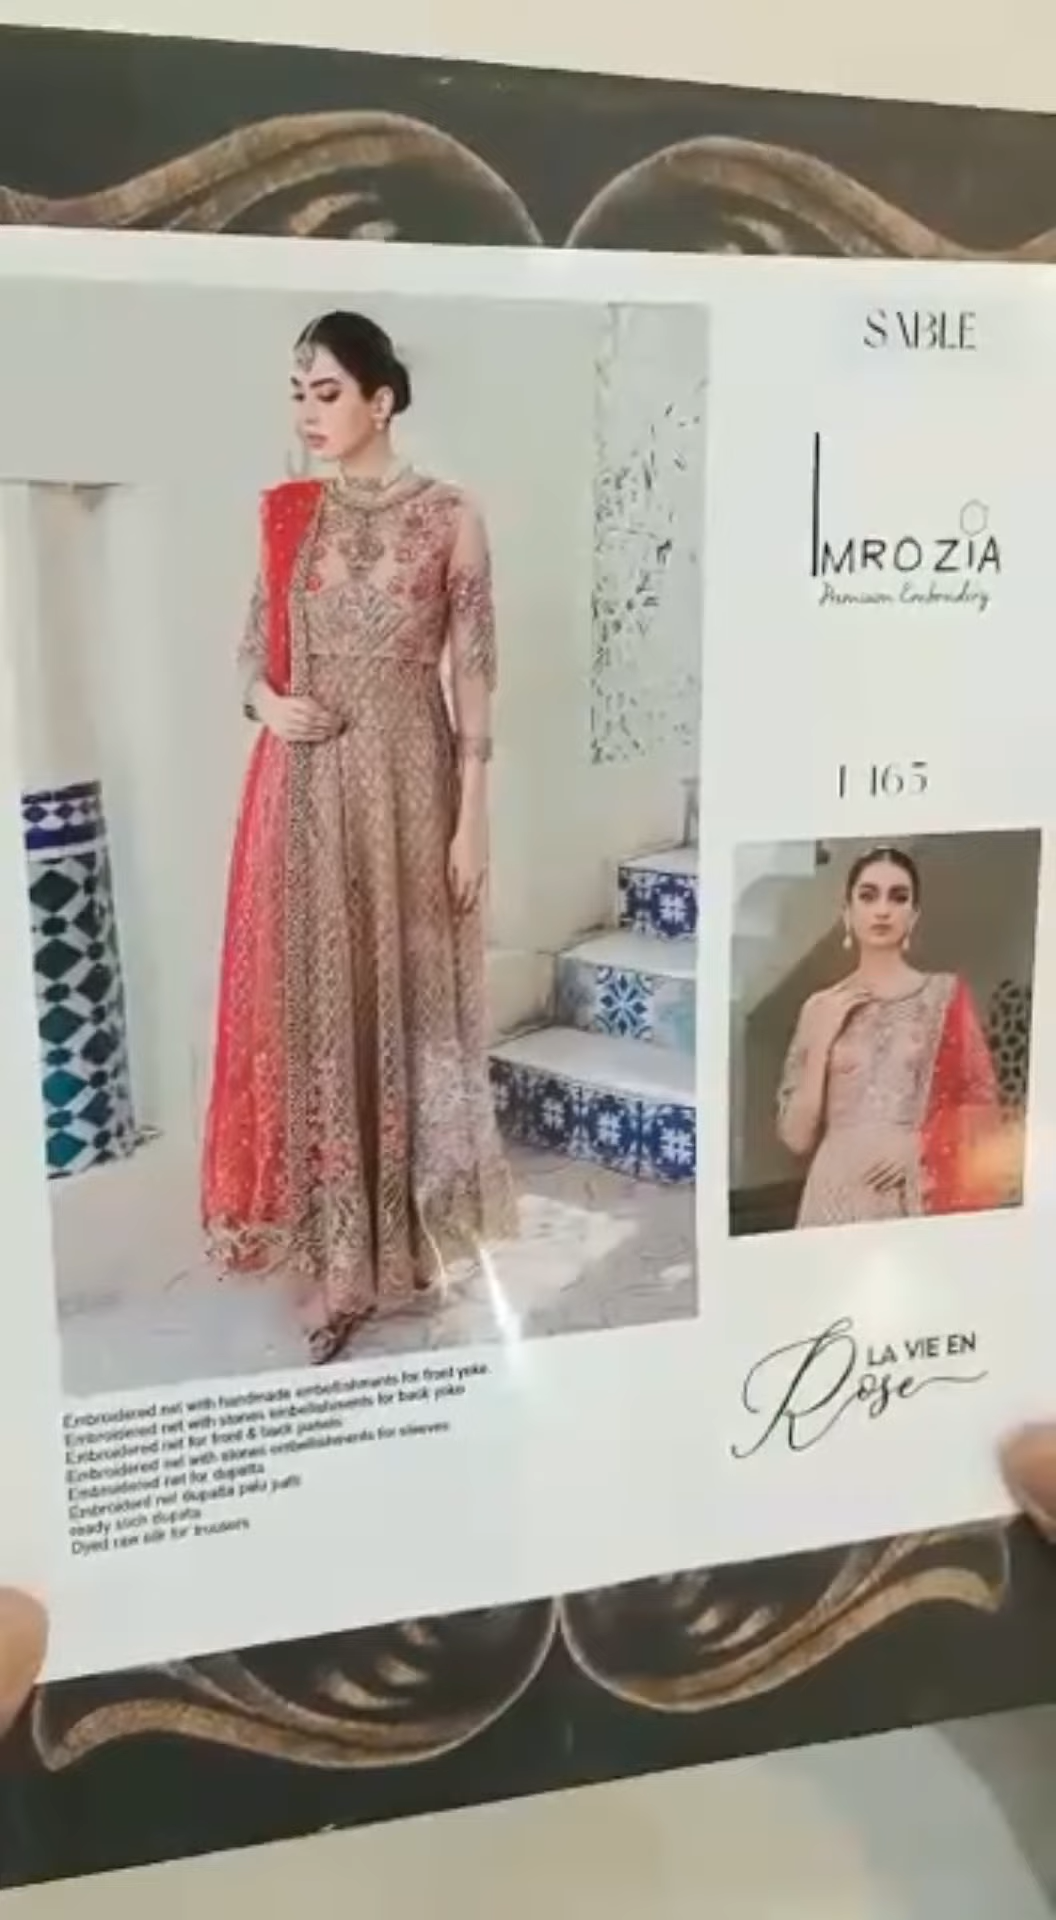 SABLE
IMROZIA
Premium Embroidery
I-165
LA VIE EN
Rose
Embroidered net with handmade embellishments for front yoke.
Embroidered net with stones embellishments for back yoke
Embroidered net for front & back panels
Embroidered net with stones embellishments for sleeves
Embroidered net for dupatta
Embroiderd net dupatta palu patti
ready stich dupata
Dyed raw silk for trousers